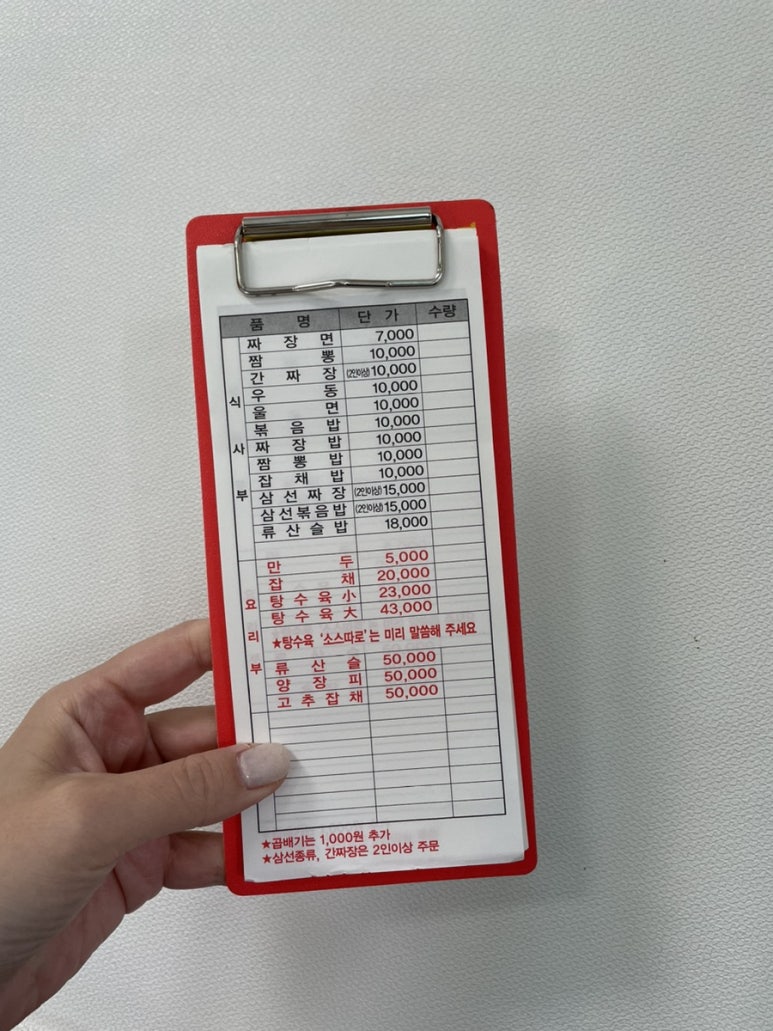 품 명 단 가 수량
식사부
짜장면 7,000
짬뽕 10,000
간짜장 (2인이상)10,000
우동 10,000
울면 10,000
볶음밥 10,000
짜장밥 10,000
짬뽕밥 10,000
잡채밥 10,000
삼선짜장 (2인이상)15,000
삼선볶음밥 (2인이상)15,000
류산슬밥 18,000
요리부
만두 5,000
잡채 20,000
탕수육小 23,000
탕수육大 43,000
★탕수육 '소스따로'는 미리 말씀해 주세요
류산슬 50,000
양장피 50,000
고추잡채 50,000
★곱배기는 1,000원 추가
★삼선종류, 간짜장은 2인이상 주문